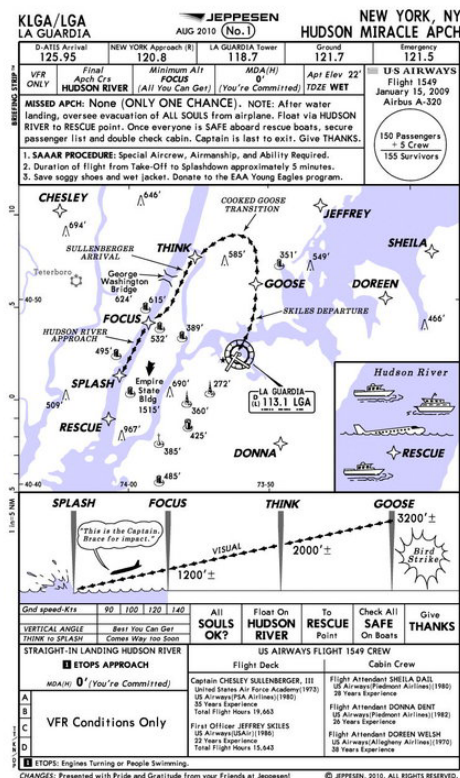 KLGA/LGA
LA GUARDIA
JEPPESEN
AUG 2010 (No.1)
NEW YORK, NY
HUDSON MIRACLE APCH
BRIEFING STRIP™
D-ATIS Arrival
125.95
NEW YORK Approach (R)
120.8
LA GUARDIA Tower
118.7
Ground
121.7
Emergency
121.5
VFR
ONLY
Final
Apch Crs
HUDSON RIVER
Minimum Alt
FOCUS
(All You Can Get)
MDA(H)
0'
(You're Committed)
Apt Elev 22'
TDZE WET
US AIRWAYS
Flight 1549
January 15, 2009
Airbus A-320
150 Passengers
+ 5 Crew
155 Survivors
MISSED APCH: None (ONLY ONE CHANCE). NOTE: After water
landing, oversee evacuation of ALL SOULS from airplane. Float via HUDSON
RIVER to RESCUE point. Once everyone is SAFE aboard rescue boats, secure
passenger list and double check cabin. Captain is last to exit. Give THANKS.
1. SAAAR PROCEDURE: Special Aircrew, Airmanship, and Ability Required.
2. Duration of flight from Take-Off to Splashdown approximately 5 minutes.
3. Save soggy shoes and wet jacket. Donate to the EAA Young Eagles program.
CHESLEY
646'
694'
COOKED GOOSE
TRANSITION
JEFFREY
THINK
SHEILA
SULLENBERGER
ARRIVAL
585'
351'
549'
Teterboro
George
Washington
Bridge
624'
GOOSE
DOREEN
40-50
615'
FOCUS
532'
389'
SKILES DEPARTURE
466'
HUDSON RIVER
APPROACH
495'
SPLASH
Empire
State
Bldg
1515'
690'
272'
360'
LA GUARDIA
D
(L) 113.1 LGA
509'
RESCUE
967'
425'
385'
DONNA
485'
Hudson River
RESCUE
10
5
0
5
40-40
74-00
73-50
1 in=5 NM
SPLASH
FOCUS
THINK
GOOSE
"This is the Captain.
Brace for impact."
VISUAL
1200'±
2000'±
3200'±
Bird
Strike
Gnd speed-Kts
90
100
120
140
VERTICAL ANGLE
Best You Can Get
THINK to SPLASH
Comes Way too Soon
All
SOULS
OK?
Float On
HUDSON
RIVER
To
RESCUE
Point
Check All
SAFE
On Boats
Give
THANKS
STRAIGHT-IN LANDING HUDSON RIVER
1 ETOPS APPROACH
MDA(H) 0' (You're Committed)
A
B
C
D
VFR Conditions Only
US AIRWAYS FLIGHT 1549 CREW
Flight Deck
Captain CHESLEY SULLENBERGER, III
United States Air Force Academy(1973)
US Airways(PSA Airlines)(1980)
35 Years Experience
Total Flight Hours 19,663
First Officer JEFFREY SKILES
US Airways(USAir)(1986)
32 Years Experience
Total Flight Hours 15,643
Cabin Crew
Flight Attendant SHEILA DAIL
US Airways(Piedmont Airlines)(1980)
28 Years Experience
Flight Attendant DONNA DENT
US Airways(Piedmont Airlines)(1982)
26 Years Experience
Flight Attendant DOREEN WELSH
US Airways(Allegheny Airlines)(1970)
38 Years Experience
1 ETOPS: Engines Turning or People Swimming.
CHANGES: Presented with Pride and Gratitude from Your Friends at Jeppesen!
© JEPPESEN, 2010. ALL RIGHTS RESERVED.